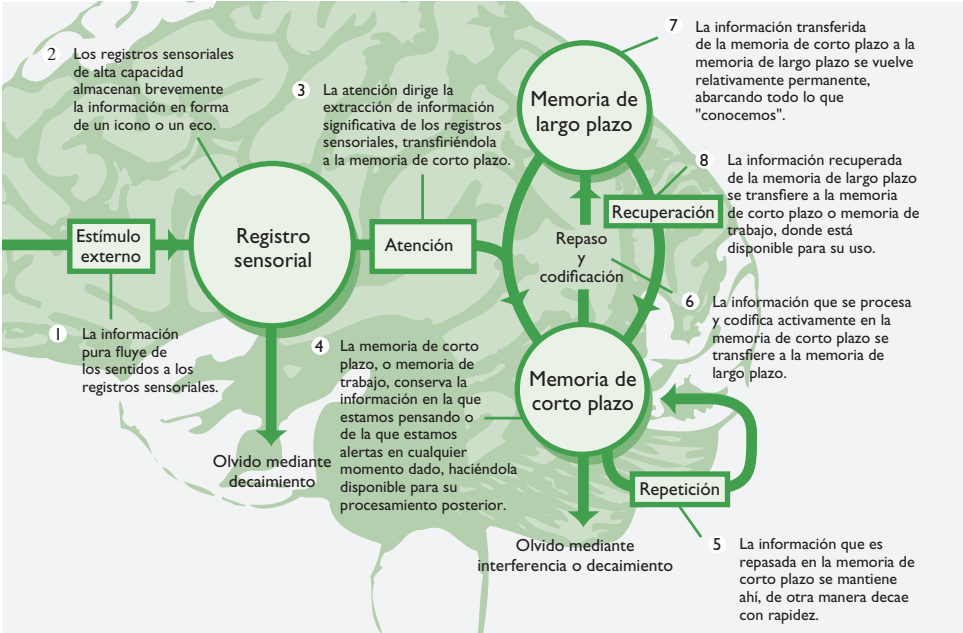 1
La información
pura fluye de
los sentidos a los
registros sensoriales.
Estímulo
externo
2
Los registros sensoriales
de alta capacidad
almacenan brevemente
la información en forma
de un icono o un eco.
Registro
sensorial
Olvido mediante
decaimiento
3
La atención dirige la
extracción de información
significativa de los registros
sensoriales, transfiriéndola
a la memoria de corto plazo.
Atención
4
La memoria de corto
plazo, o memoria de
trabajo, conserva la
información en la que
estamos pensando o
de la que estamos
alertas en cualquier
momento dado, haciéndola
disponible para su
procesamiento posterior.
Memoria de
corto plazo
Olvido mediante
interferencia o decaimiento
Repetición
5
La información que es
repasada en la memoria de
corto plazo se mantiene
ahí, de otra manera decae
con rapidez.
Repaso
y
codificación
6
La información que se procesa
y codifica activamente en la
memoria de corto plazo se
transfiere a la memoria de
largo plazo.
Memoria de
largo plazo
7
La información transferida
de la memoria de corto plazo a la
memoria de largo plazo se vuelve
relativamente permanente,
abarcando todo lo que
"conocemos".
Recuperación
8
La información recuperada
de la memoria de largo plazo
se transfiere a la memoria
de corto plazo o memoria de
trabajo, donde está
disponible para su uso.